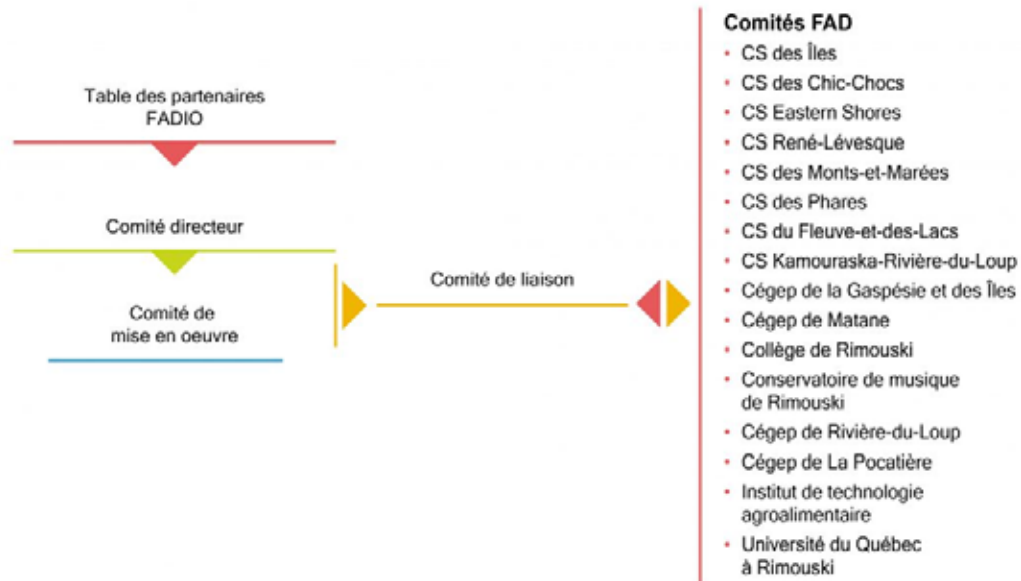 Table des partenaires
FADIO
Comité directeur
Comité de
mise en oeuvre
Comité de liaison
Comités FAD
• CS des Îles
• CS des Chic-Chocs
• CS Eastern Shores
• CS René-Lévesque
• CS des Monts-et-Marées
• CS des Phares
• CS du Fleuve-et-des-Lacs
• CS Kamouraska-Rivière-du-Loup
• Cégep de la Gaspésie et des Îles
• Cégep de Matane
• Collège de Rimouski
• Conservatoire de musique
de Rimouski
• Cégep de Rivière-du-Loup
• Cégep de La Pocatière
• Institut de technologie
agroalimentaire
• Université du Québec
à Rimouski